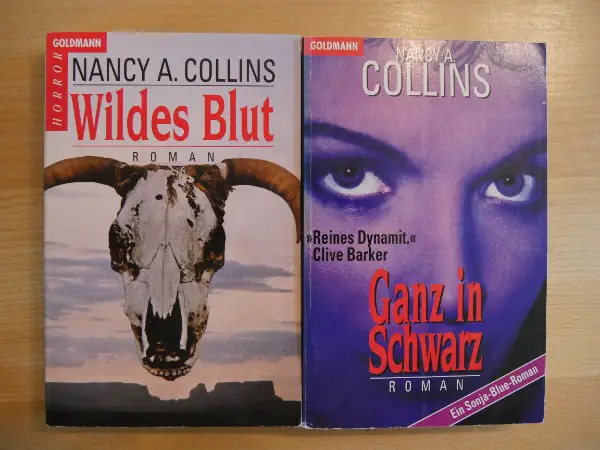 GOLDMANN
HORROR
NANCY A. COLLINS
Wildes Blut
ROMAN
GOLDMANN
NANCY A.
COLLINS
»Reines Dynamit.«
Clive Barker
Ganz in
Schwarz
ROMAN
Ein Sonja-Blue-Roman